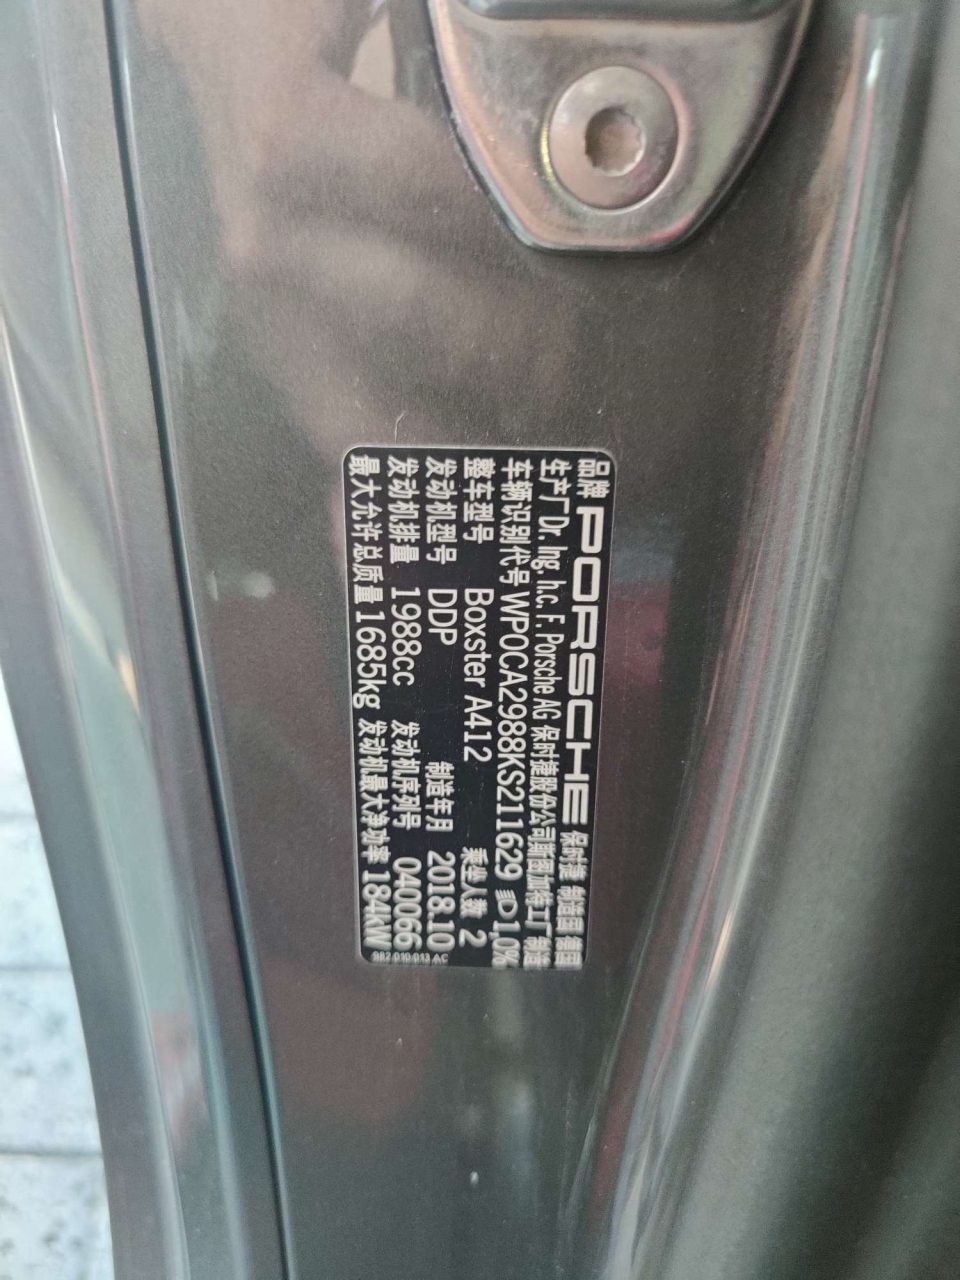 品牌 PORSCHE 保时捷 制造国 德国
生产厂 Dr. Ing. h.c. F. Porsche AG 保时捷股份公司斯图加特工厂 制造
车辆识别代号 WP0CA2988KS211629 1,0%
整车型号 Boxster A412 乘坐人数 2
发动机型号 DDP 制造年月 2018.10
发动机排量 1988cc 发动机序列号 040066
最大允许总质量 1685kg 发动机最大净功率 184kW
982.010.013.AC